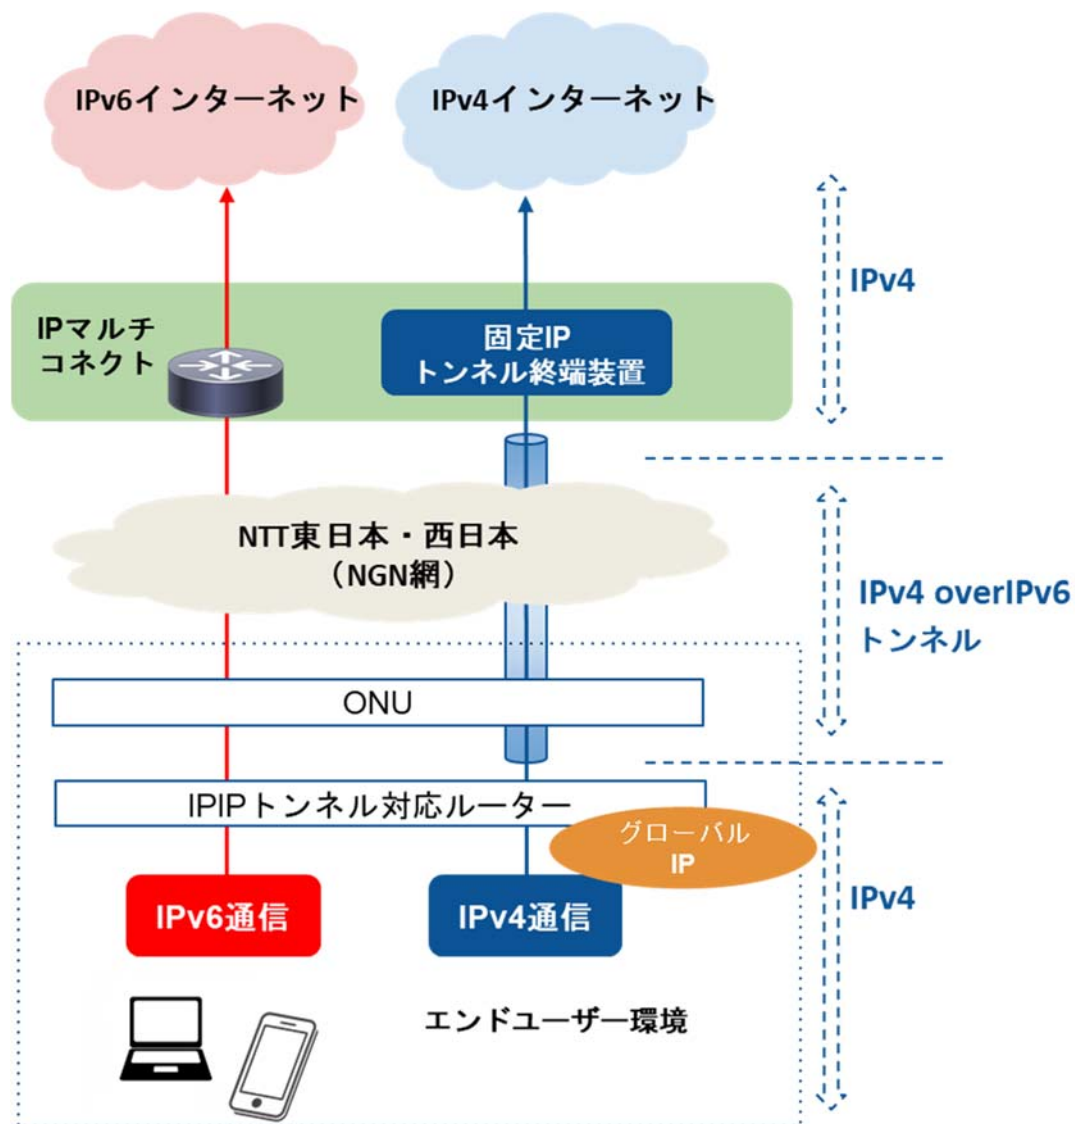 IPv6インターネット
IPv4インターネット
IPv4
IPマルチ
コネクト
固定IP
トンネル終端装置
NTT東日本・西日本
（NGN網）
IPv4 overIPv6
トンネル
ONU
IPIPトンネル対応ルーター
グローバル
IP
IPv6通信
IPv4通信
IPv4
エンドユーザー環境